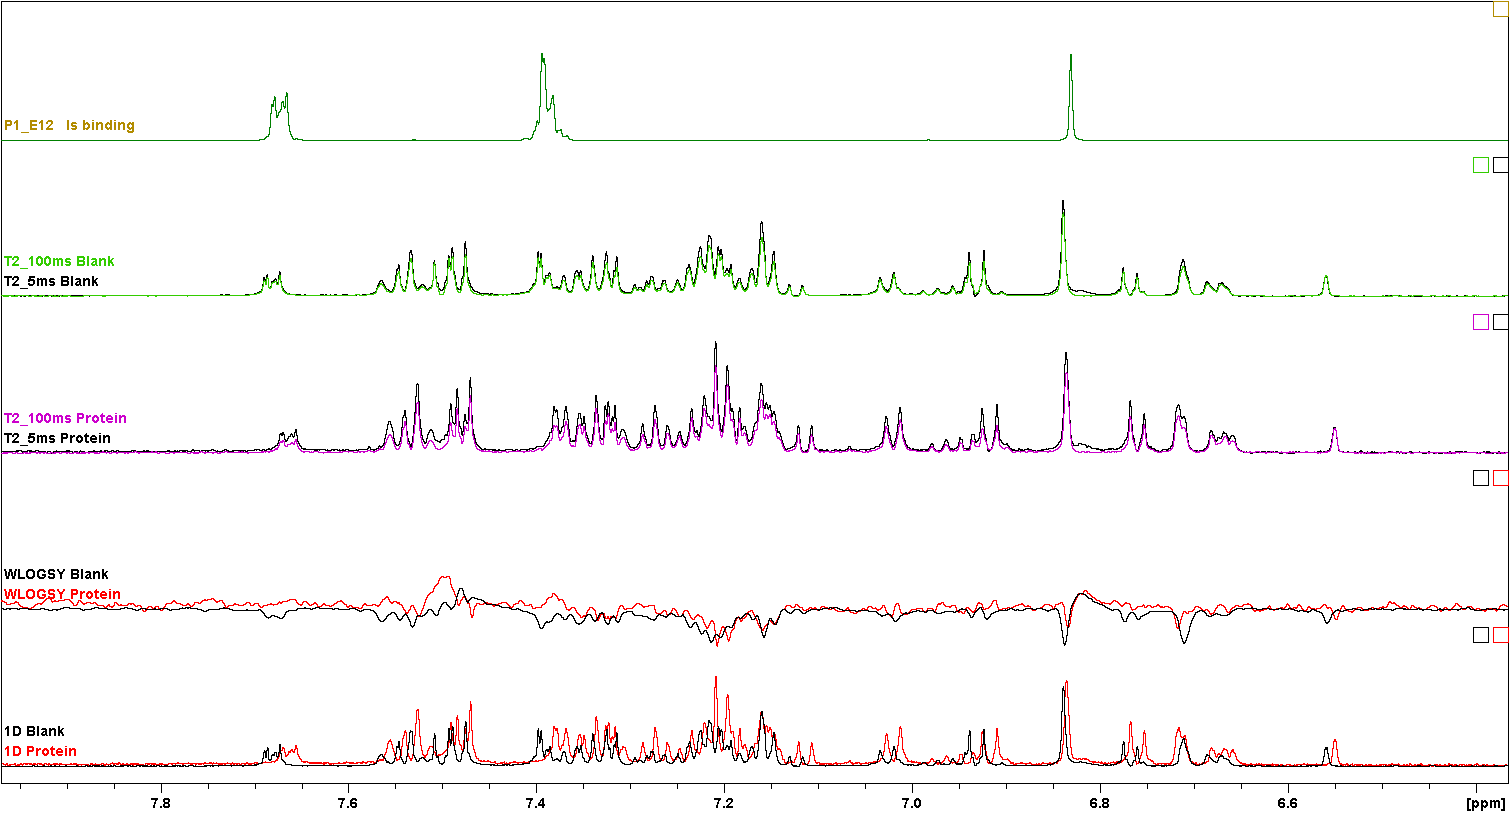 P1_E12 Is binding
T2_100ms Blank
T2_5ms Blank
T2_100ms Protein
T2_5ms Protein
WLOGSY Blank
WLOGSY Protein
1D Blank
1D Protein
7.8 7.6 7.4 7.2 7.0 6.8 6.6 [ppm]